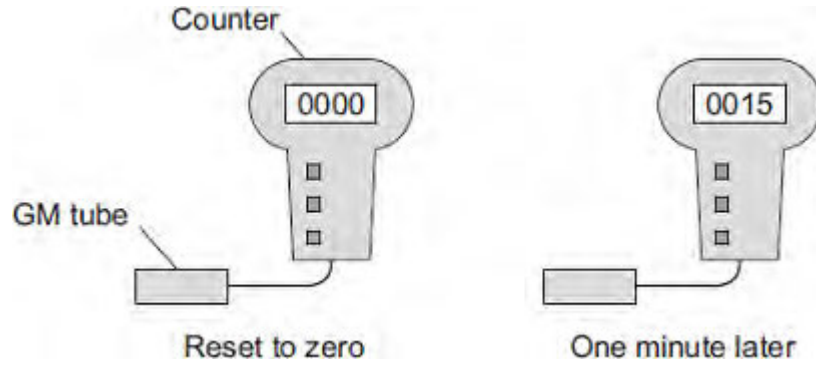 Counter
0000
0015
GM tube
Reset to zero
One minute later